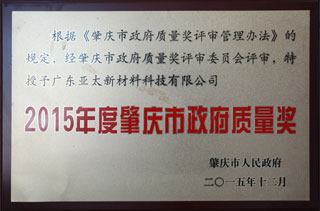 根据《肇庆市政府质量奖评审管理办法》的
规定，经肇庆市政府质量奖评审委员会评审，特
授予广东亚太新材料科技有限公司
2015年度肇庆市政府质量奖
肇庆市人民政府
二〇一五年十二月